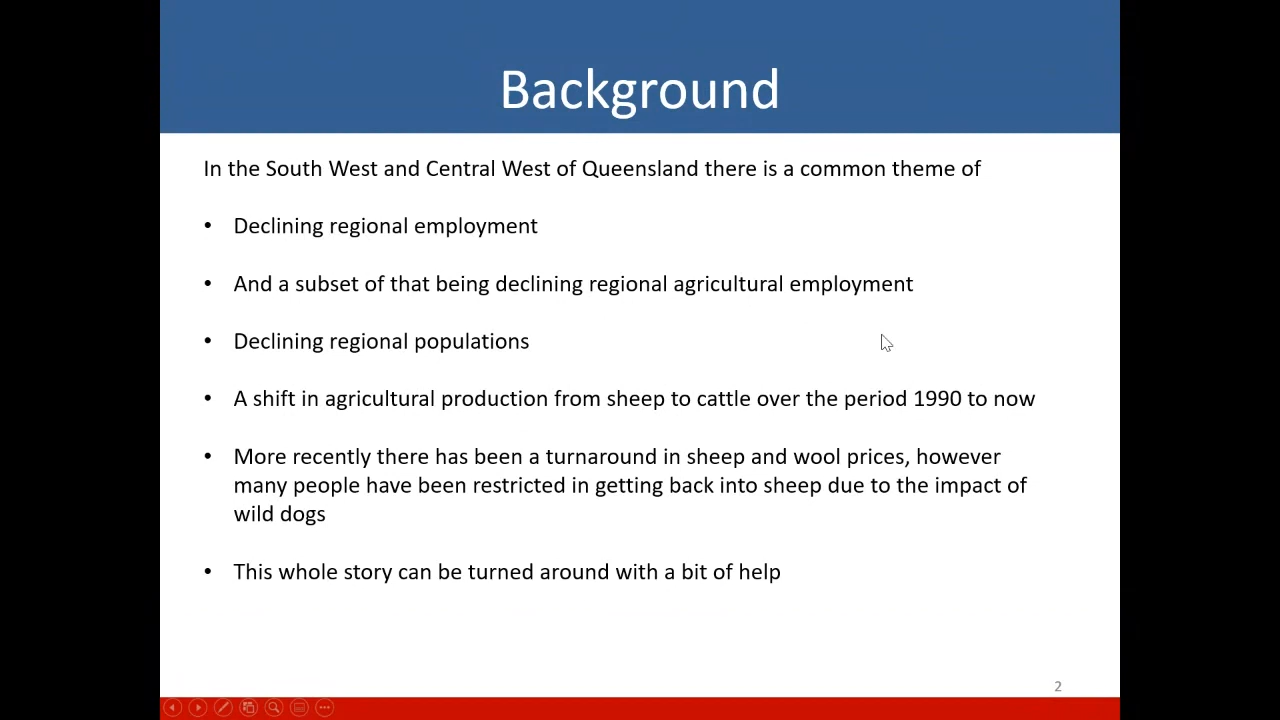 Background
In the South West and Central West of Queensland there is a common theme of
• Declining regional employment
• And a subset of that being declining regional agricultural employment
• Declining regional populations
• A shift in agricultural production from sheep to cattle over the period 1990 to now
• More recently there has been a turnaround in sheep and wool prices, however
many people have been restricted in getting back into sheep due to the impact of
wild dogs
• This whole story can be turned around with a bit of help
2